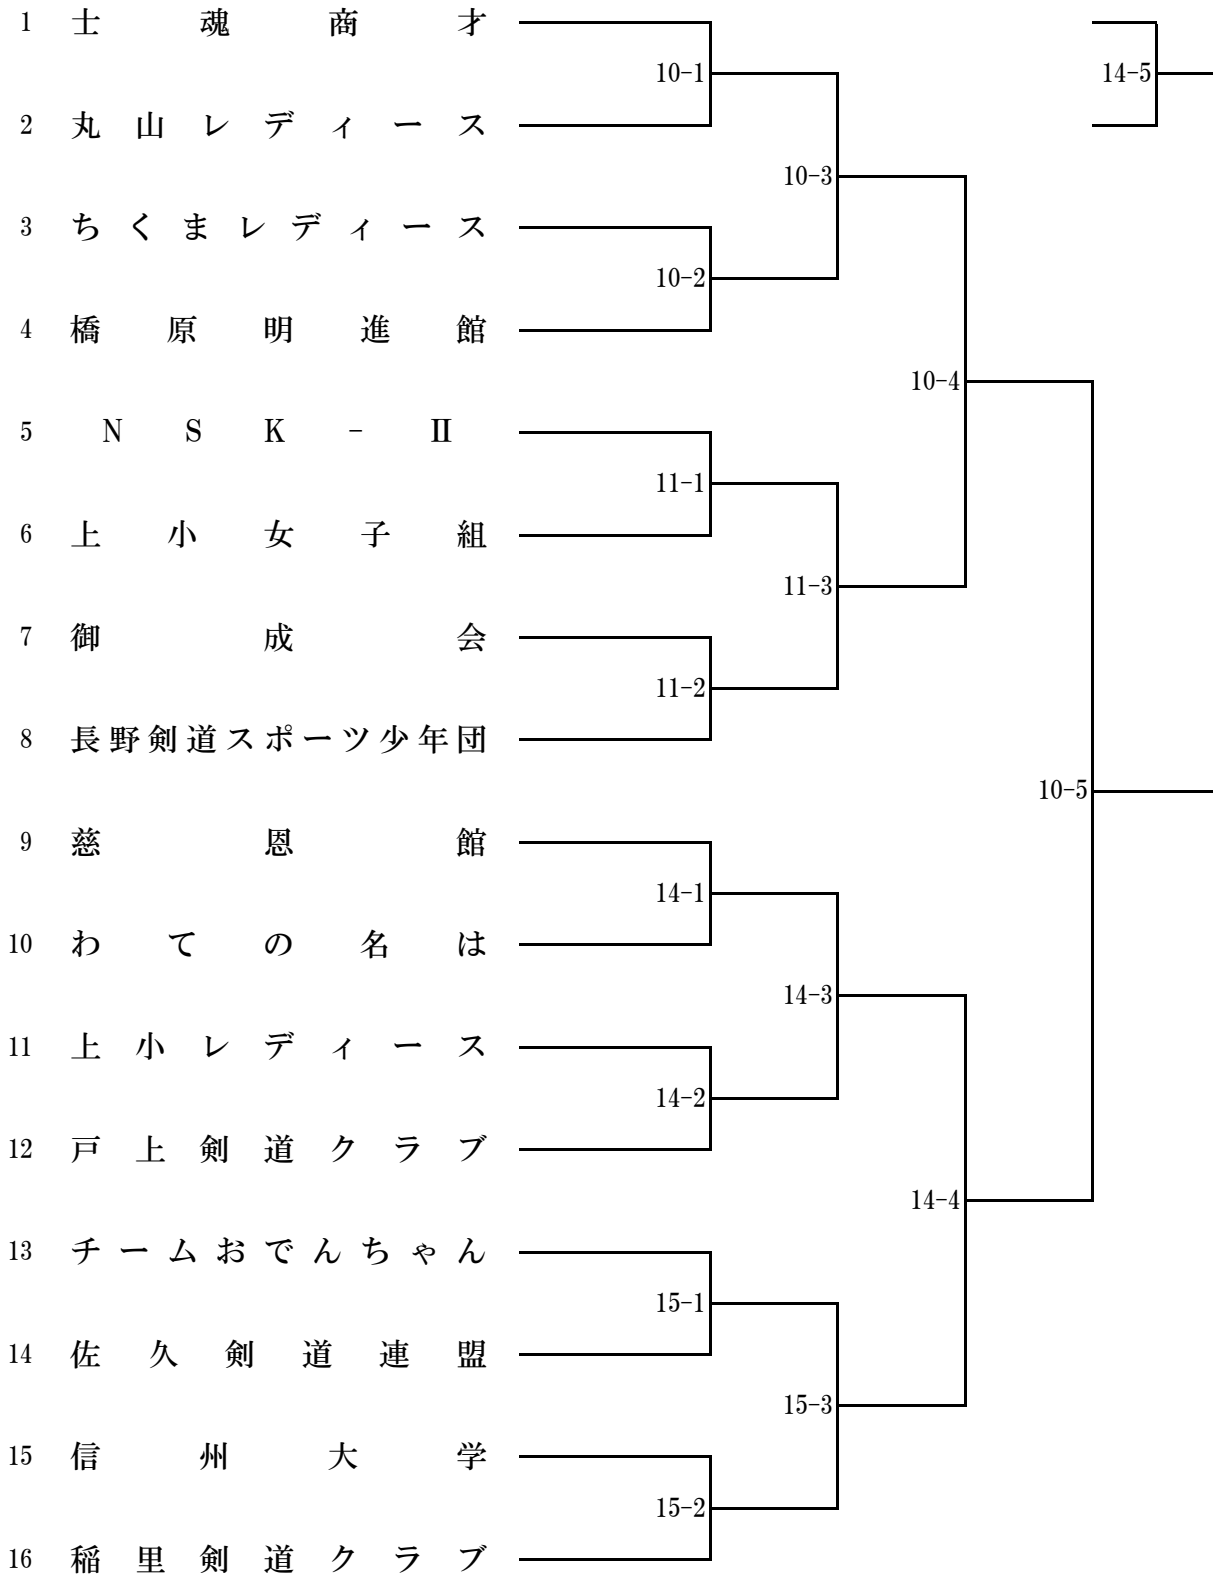 1 士魂商才
10-1
14-5
2 丸山レディース
10-3
3 ちくまレディース
10-2
4 橋原明進館
10-4
5 NSK-Ⅱ
11-1
6 上小女子組
11-3
7 御成会
11-2
8 長野剣道スポーツ少年団
10-5
9 慈恩館
14-1
10 わての名は
14-3
11 上小レディース
14-2
12 戸上剣道クラブ
14-4
13 チームおでんちゃん
15-1
14 佐久剣道連盟
15-3
15 信州大学
15-2
16 稲里剣道クラブ